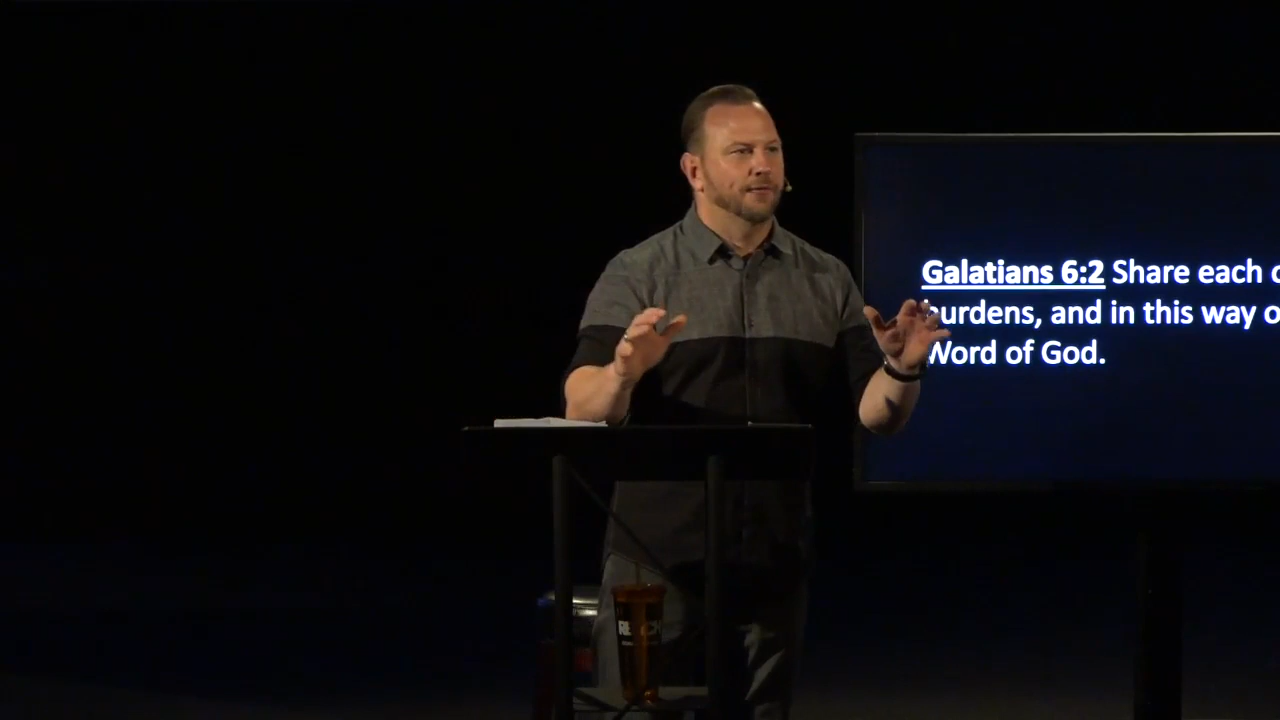 Galatians 6:2 Share each
burdens, and in this way
Word of God.